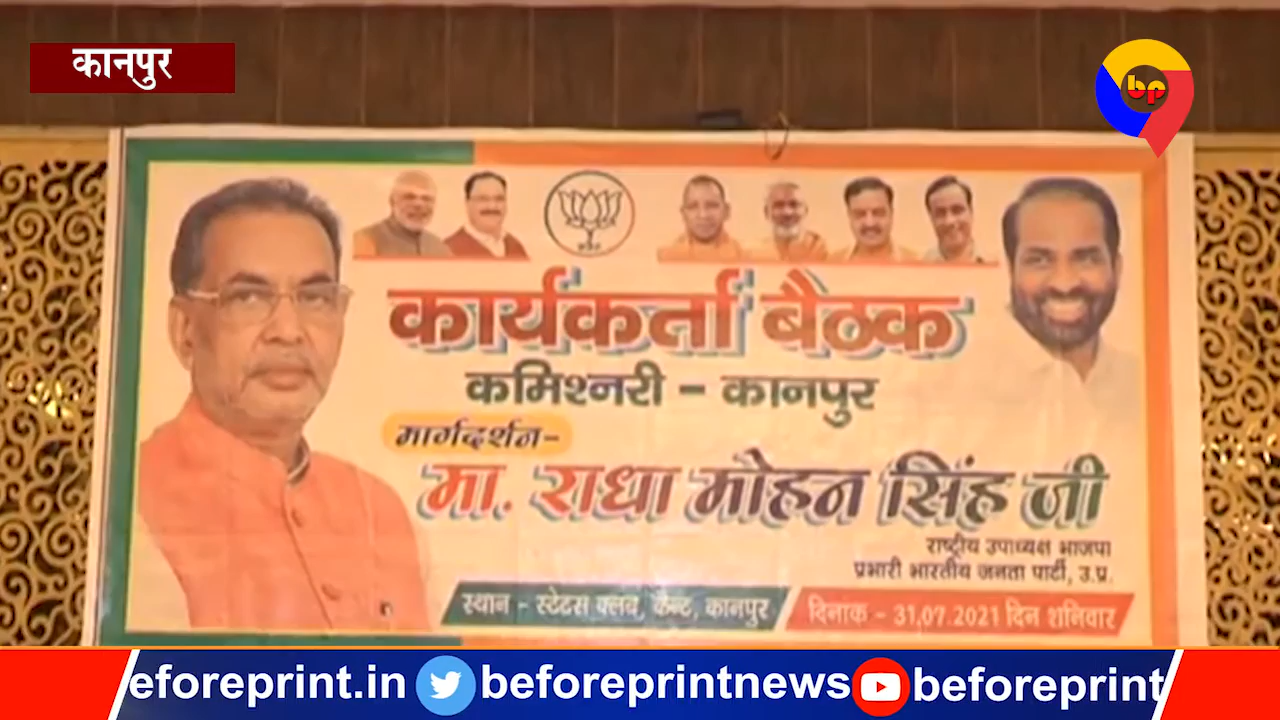 कानपुर
bp
कार्यकर्ता बैठक
कमिश्नरी - कानपुर
मार्गदर्शन-
मा. राधा मोहन सिंह जी
राष्ट्रीय उपाध्यक्ष भाजपा
प्रभारी भारतीय जनता पार्टी, उ.प्र.
स्थान - स्टेटस क्लब, कैन्ट, कानपुर
दिनांक - 31.07.2021 दिन शनिवार
eforeprint.in beforeprintnews beforeprint